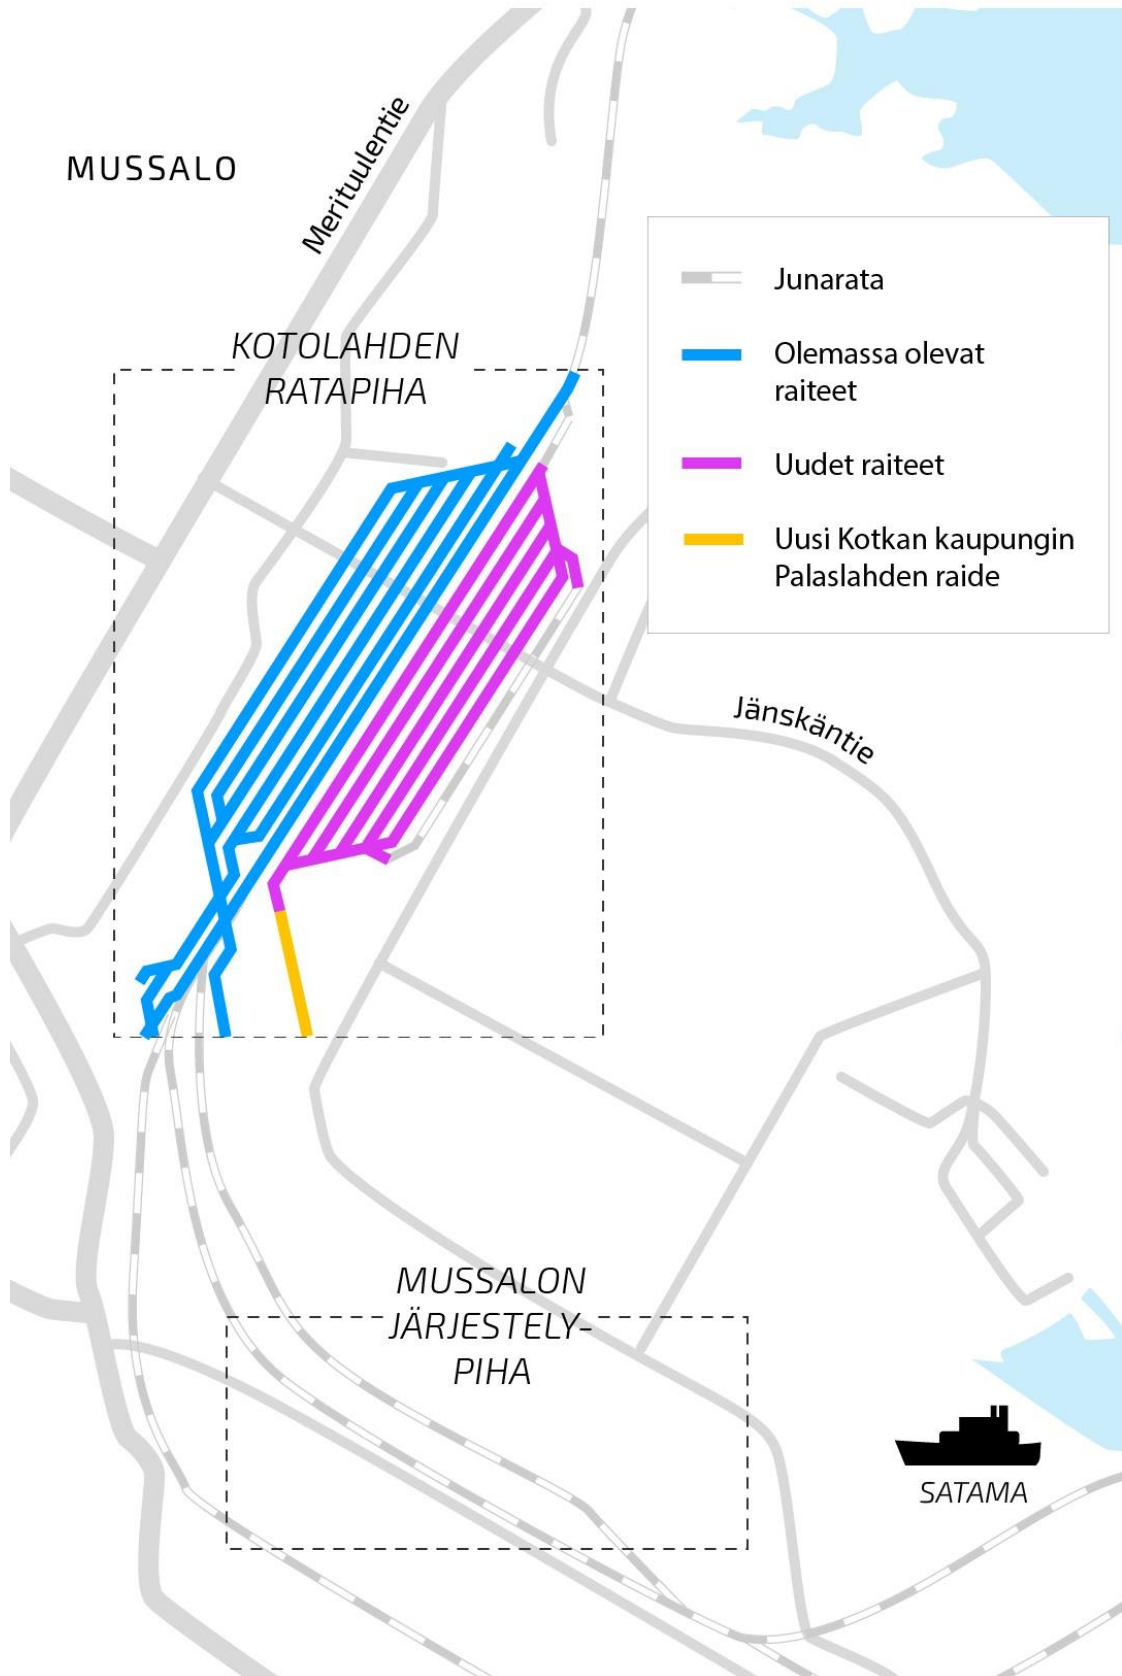 MUSSALO
Merituulentie
KOTOLAHDEN
RATAPIHA
Junarata
Olemassa olevat
raiteet
Uudet raiteet
Uusi Kotkan kaupungin
Palaslahden raide
Jänskäntie
MUSSALON
JÄRJESTELY-
PIHA
SATAMA